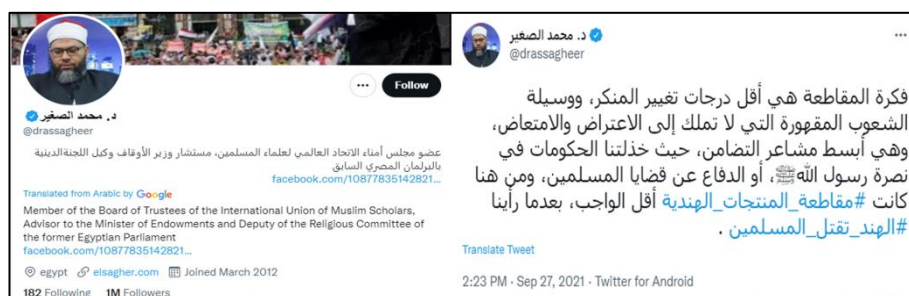 Follow
د. محمد الصغير
@drassagheer
عضو مجلس أمناء الاتحاد العالمي لعلماء المسلمين، مستشار وزير الأوقاف وكيل اللجنةالدينية
بالبرلمان المصري السابق
facebook.com/10877835142821...
Translated from Arabic by Google
Member of the Board of Trustees of the International Union of Muslim Scholars,
Advisor to the Minister of Endowments and Deputy of the Religious Committee of
the former Egyptian Parliament
facebook.com/10877835142821...
egypt elsagher.com Joined March 2012
182 Following 1M Followers
د. محمد الصغير
@drassagheer
فكرة المقاطعة هي أقل درجات تغيير المنكر، ووسيلة
الشعوب المقهورة التي لا تملك إلى الاعتراض والامتعاض،
وهي أبسط مشاعر التضامن، حيث خذلتنا الحكومات في
نصرة رسول اللهﷺ، أو الدفاع عن قضايا المسلمين، ومن هنا
كانت #مقاطعة_المنتجات_الهندية أقل الواجب، بعدما رأينا
#الهند_تقتل_المسلمين .
Translate Tweet
2:23 PM · Sep 27, 2021 · Twitter for Android